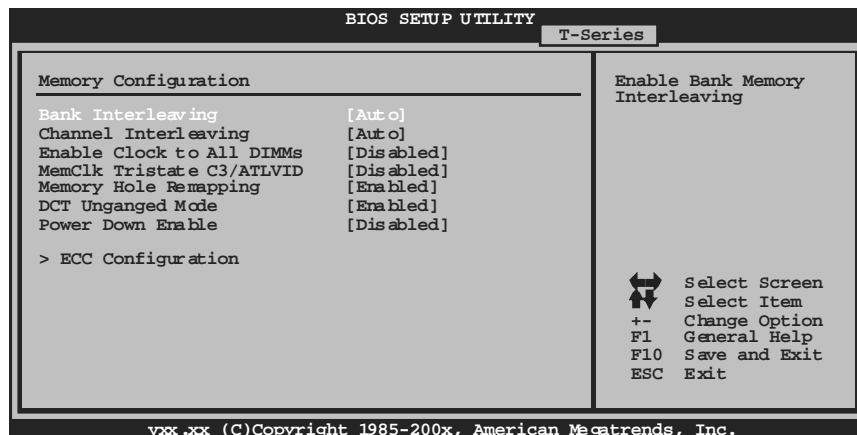 BIOS SETUP UTILITY
T-Series
Memory Configuration
Bank Interleaving [Auto]
Channel Interleaving [Auto]
Enable Clock to All DIMMs [Disabled]
MemClk Tristate C3/ATLVID [Disabled]
Memory Hole Remapping [Enabled]
DCT Unganged Mode [Enabled]
Power Down Enable [Disabled]
> ECC Configuration
Enable Bank Memory
Interleaving
Select Screen
Select Item
+- Change Option
F1 General Help
F10 Save and Exit
ESC Exit
vxx.xx (C)Copyright 1985-200x, American Megatrends, Inc.